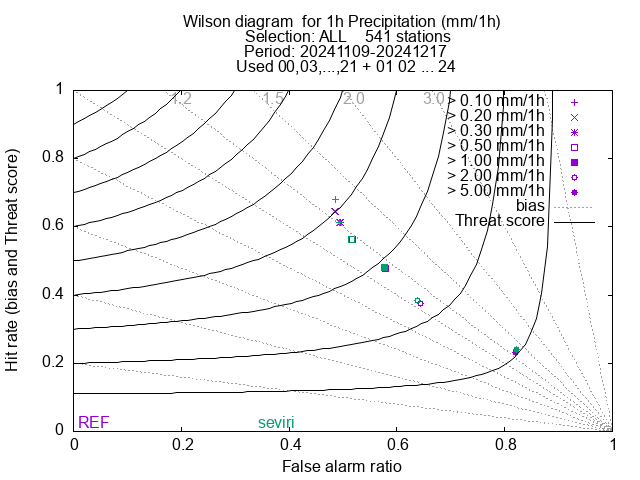 Wilson diagram  for 1h Precipitation (mm/1h)
Selection: ALL    541 stations
Period: 20241109-20241217
Used 00,03,...,21 + 01 02 ... 24
1.2 1.5 2.0 3.0
> 0.10 mm/1h
> 0.20 mm/1h
> 0.30 mm/1h
> 0.50 mm/1h
> 1.00 mm/1h
> 2.00 mm/1h
> 5.00 mm/1h
bias
Threat score
1
0.8
0.6
0.4
0.2
0
Hit rate (bias and Threat score)
REF seviri
0 0.2 0.4 0.6 0.8 1
False alarm ratio